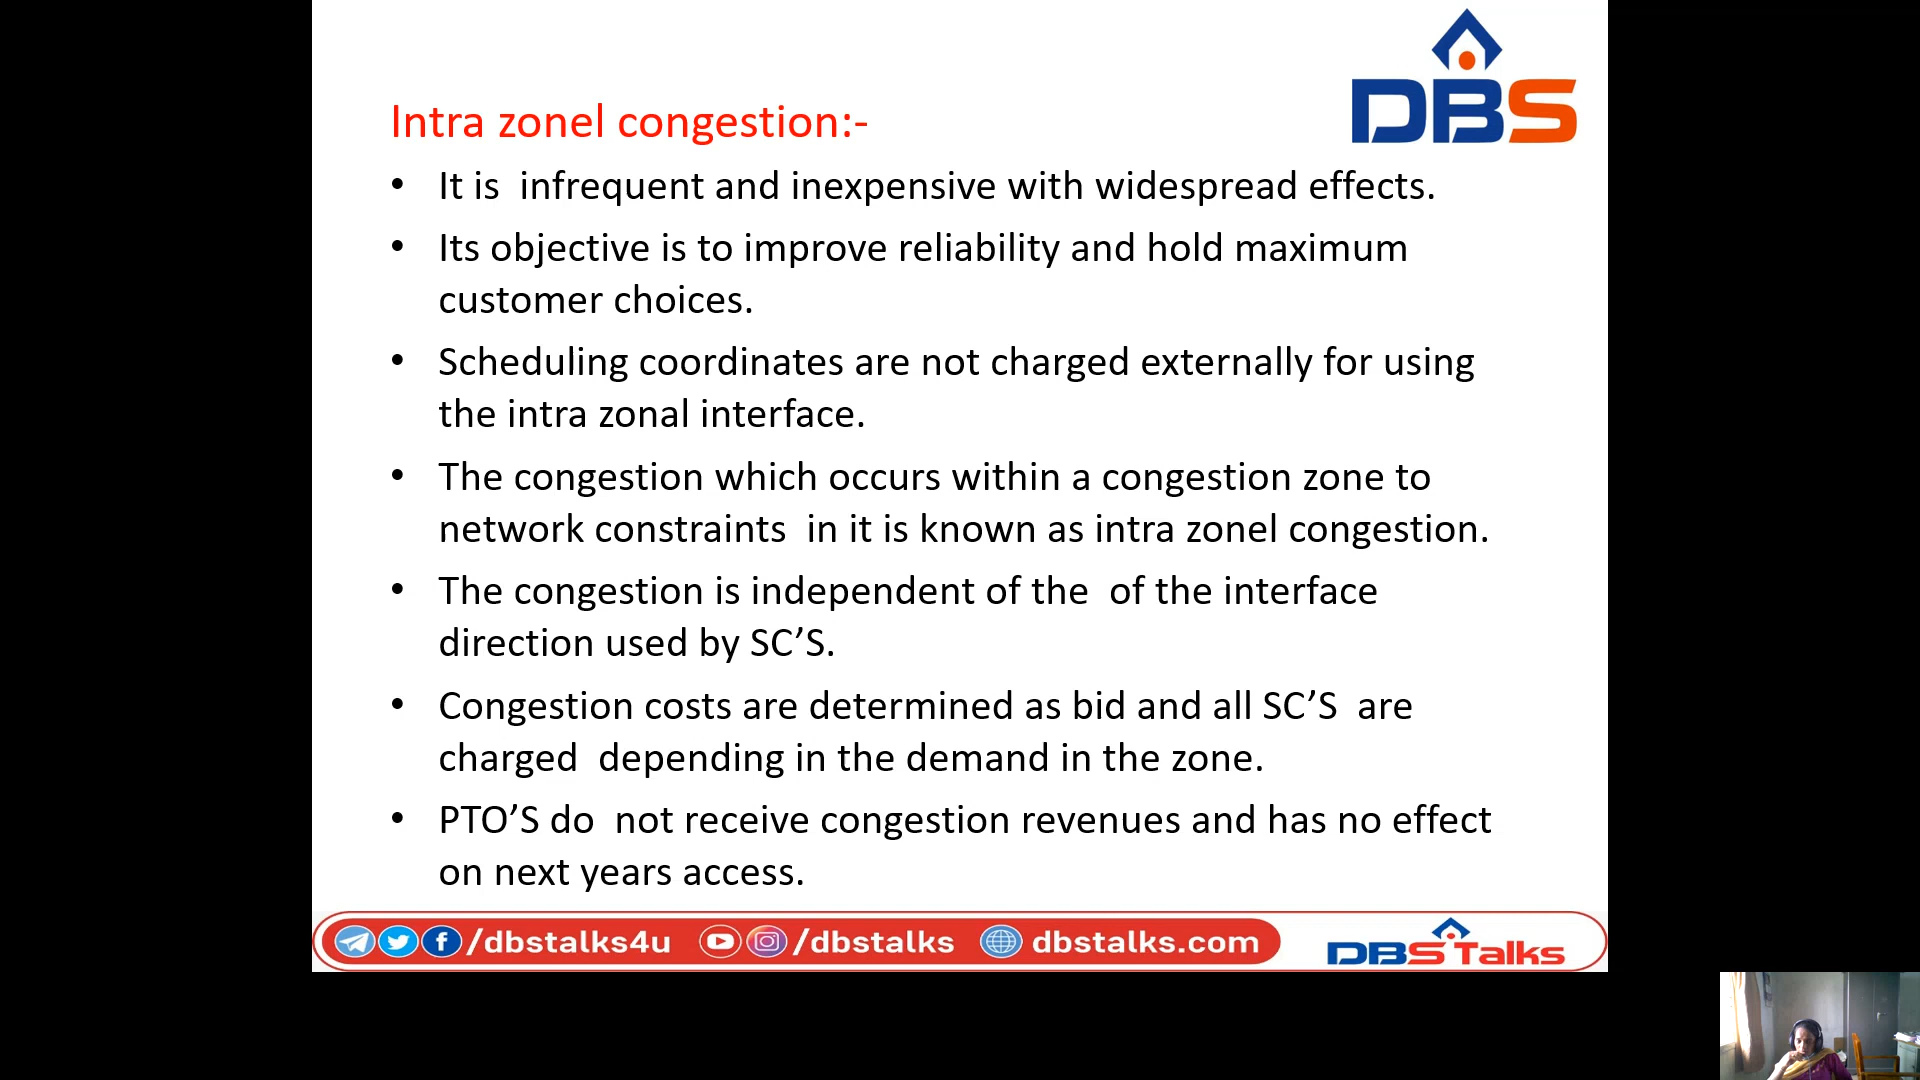 DBS
Intra zonel congestion:-
• It is  infrequent and inexpensive with widespread effects.
• Its objective is to improve reliability and hold maximum
customer choices.
• Scheduling coordinates are not charged externally for using
the intra zonal interface.
• The congestion which occurs within a congestion zone to
network constraints  in it is known as intra zonel congestion.
• The congestion is independent of the  of the interface
direction used by SC’S.
• Congestion costs are determined as bid and all SC’S  are
charged  depending in the demand in the zone.
• PTO’S do  not receive congestion revenues and has no effect
on next years access.
/dbstalks4u /dbstalks dbstalks.com DBS Talks